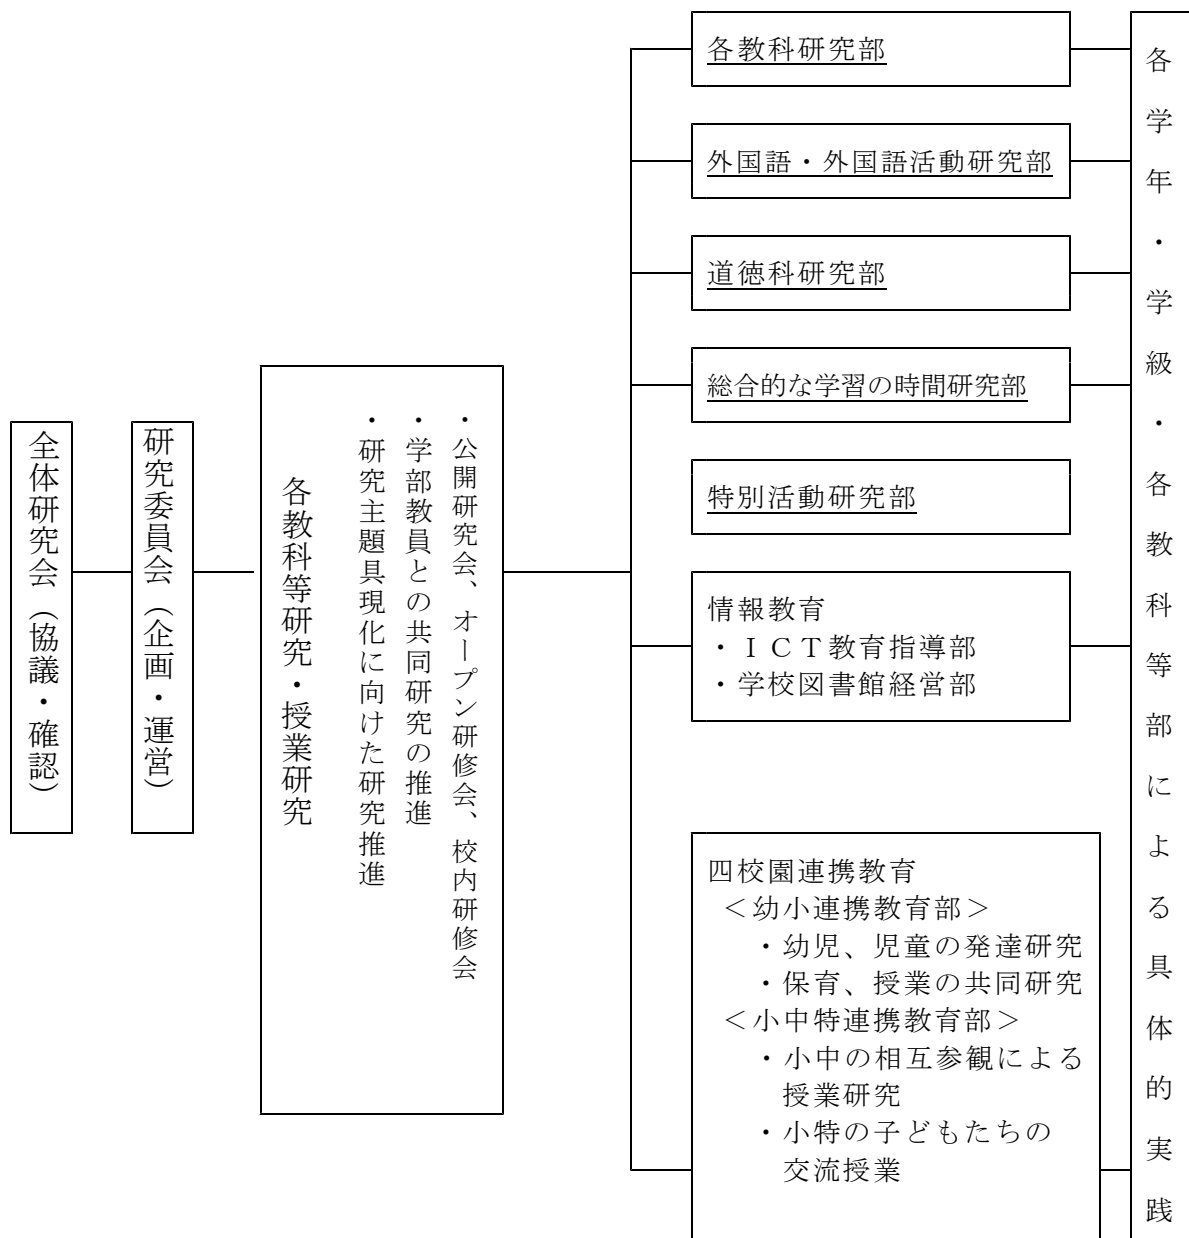 全体研究会（協議・確認）
研究委員会（企画・運営）
各教科等研究・授業研究
・公開研究会、オープン研修会、校内研修会
・学部教員との共同研究の推進
・研究主題具現化に向けた研究推進
各教科研究部
外国語・外国語活動研究部
道徳科研究部
総合的な学習の時間研究部
特別活動研究部
情報教育
・ＩＣＴ教育指導部
・学校図書館経営部
四校園連携教育
＜幼小連携教育部＞
・幼児、児童の発達研究
・保育、授業の共同研究
＜小中特連携教育部＞
・小中の相互参観による
授業研究
・小特の子どもたちの
交流授業
各学年・学級・各教科等部による具体的実践